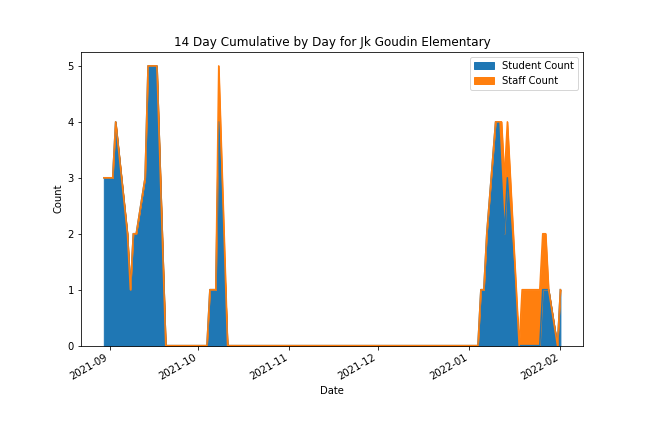 14 Day Cumulative by Day for Jk Goudin Elementary
Student Count
Staff Count
5
4
3
2
1
0
Count
2021-09
2021-10
2021-11
2021-12
2022-01
2022-02
Date